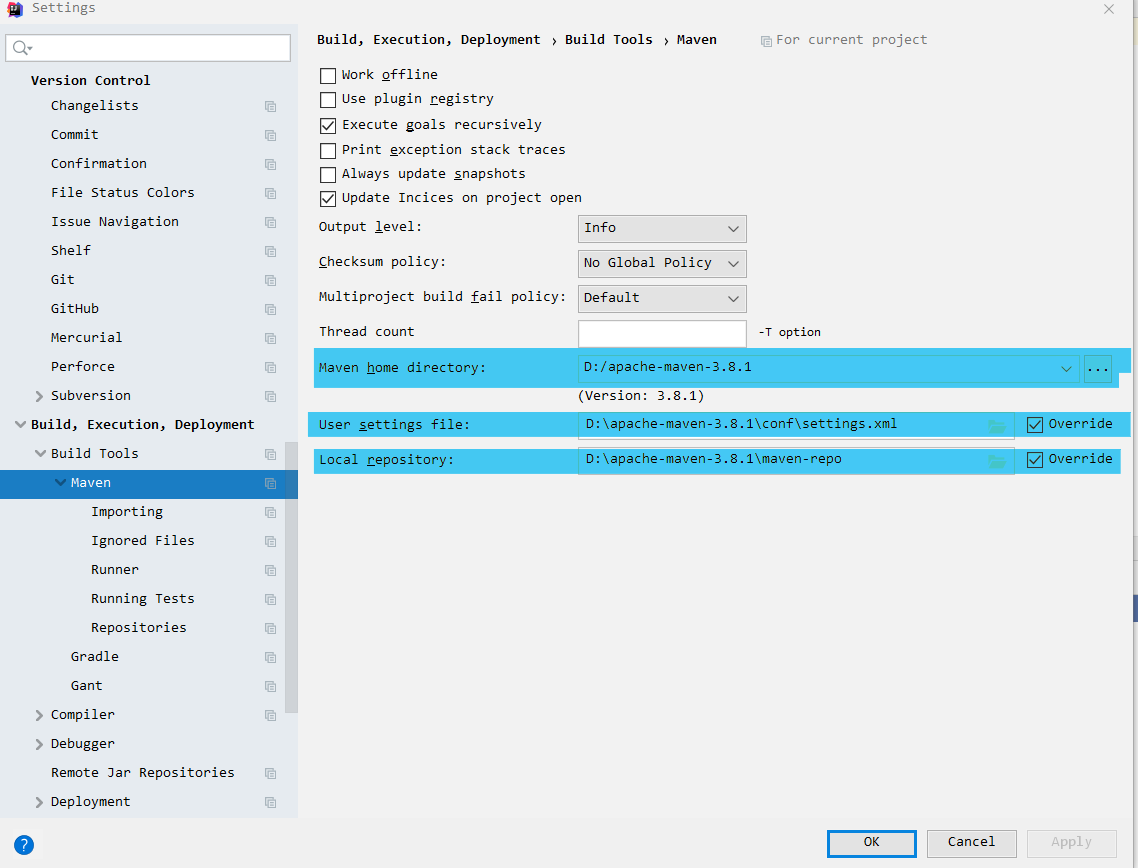 Settings
Version Control
Changelists
Commit
Confirmation
File Status Colors
Issue Navigation
Shelf
Git
GitHub
Mercurial
Perforce
Subversion
Build, Execution, Deployment
Build Tools
Maven
Importing
Ignored Files
Runner
Running Tests
Repositories
Gradle
Gant
Compiler
Debugger
Remote Jar Repositories
Deployment
?
Build, Execution, Deployment › Build Tools › Maven For current project
Work offline
Use plugin registry
Execute goals recursively
Print exception stack traces
Always update snapshots
Update Incices on project open
Output level: Info
Checksum policy: No Global Policy
Multiproject build fail policy: Default
Thread count -T option
Maven home directory: D:/apache-maven-3.8.1 ...
(Version: 3.8.1)
User settings file: D:\apache-maven-3.8.1\conf\settings.xml Override
Local repository: D:\apache-maven-3.8.1\maven-repo Override
OK Cancel Apply